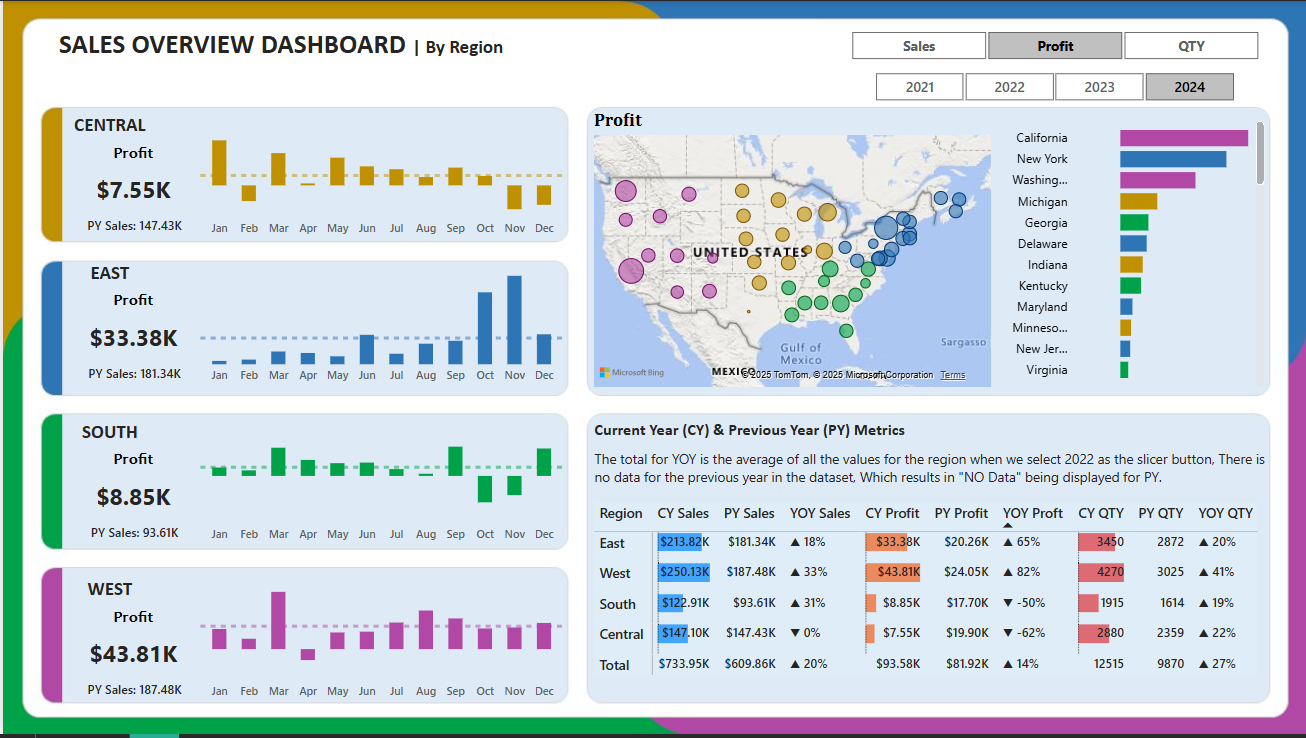 SALES OVERVIEW DASHBOARD | By Region
Sales Profit QTY
2021 2022 2023 2024
CENTRAL
Profit
$7.55K
PY Sales: 147.43K
Jan Feb Mar Apr May Jun Jul Aug Sep Oct Nov Dec
EAST
Profit
$33.38K
PY Sales: 181.34K
Jan Feb Mar Apr May Jun Jul Aug Sep Oct Nov Dec
SOUTH
Profit
$8.85K
PY Sales: 93.61K
Jan Feb Mar Apr May Jun Jul Aug Sep Oct Nov Dec
WEST
Profit
$43.81K
PY Sales: 187.48K
Jan Feb Mar Apr May Jun Jul Aug Sep Oct Nov Dec
Profit
UNITED STATES
Gulf of
Mexico
Sargasso
MEXICO
Microsoft Bing
© 2025 TomTom, © 2025 Microsoft Corporation Terms
California
New York
Washing...
Michigan
Georgia
Delaware
Indiana
Kentucky
Maryland
Minneso...
New Jer...
Virginia
Current Year (CY) & Previous Year (PY) Metrics
The total for YOY is the average of all the values for the region when we select 2022 as the slicer button, There is
no data for the previous year in the dataset, Which results in "NO Data" being displayed for PY.
Region CY Sales PY Sales YOY Sales CY Profit PY Profit YOY Profit CY QTY PY QTY YOY QTY
East $213.82K $181.34K ▲ 18% $33.38K $20.26K ▲ 65% 3450 2872 ▲ 20%
West $250.13K $187.48K ▲ 33% $43.81K $24.05K ▲ 82% 4270 3025 ▲ 41%
South $122.91K $93.61K ▲ 31% $8.85K $17.70K ▼ -50% 1915 1614 ▲ 19%
Central $147.10K $147.43K ▼ 0% $7.55K $19.90K ▼ -62% 2880 2359 ▲ 22%
Total $733.95K $609.86K ▲ 20% $93.58K $81.92K ▲ 14% 12515 9870 ▲ 27%